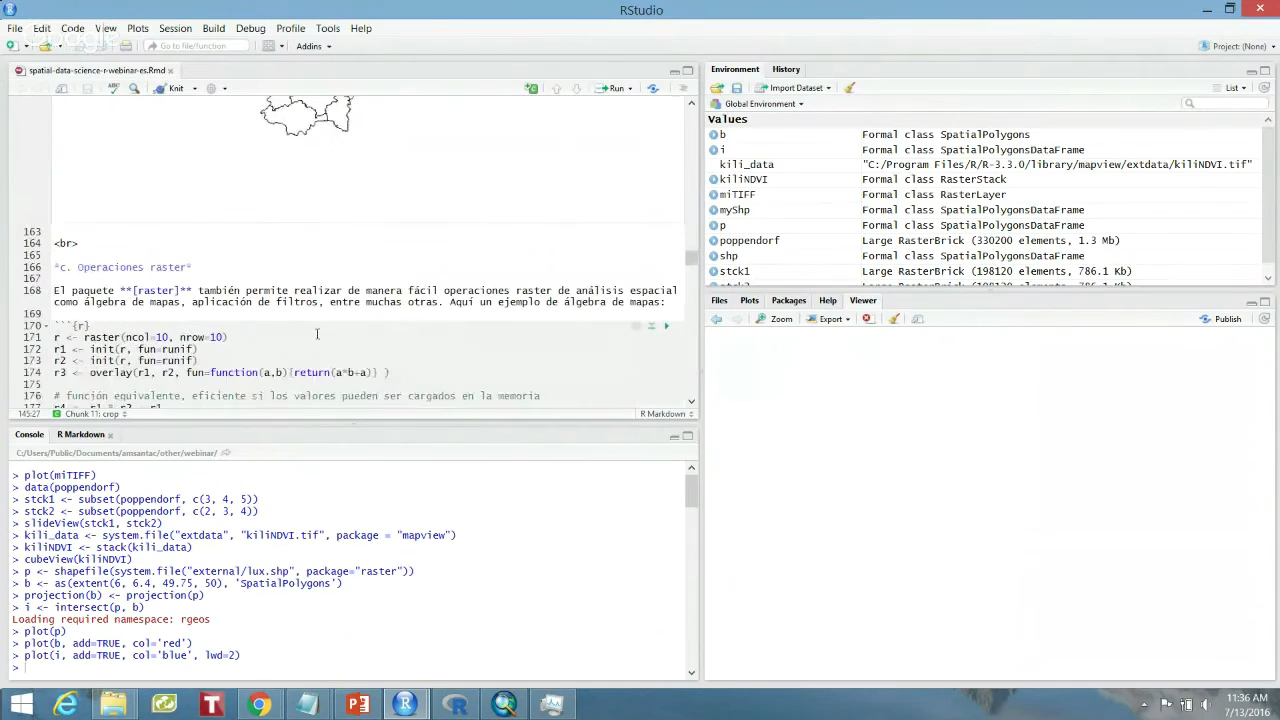 RStudio
File Edit Code View Plots Session Build Debug Profile Tools Help
Go to file/function Addins Project: (None)
spatial-data-science-r-webinar-es.Rmd
Knit Run
163
164 <br>
165
166 *c. Operaciones raster*
167
168 El paquete **[raster]** también permite realizar de manera fácil operaciones raster de análisis espacial
como álgebra de mapas, aplicación de filtros, entre muchas otras. Aquí un ejemplo de álgebra de mapas:
169
170 ```{r}
171 r <- raster(ncol=10, nrow=10)
172 r1 <- init(r, fun=runif)
173 r2 <- init(r, fun=runif)
174 r3 <- overlay(r1, r2, fun=function(a,b){return(a*b+a)} )
175
176 # función equivalente, eficiente si los valores pueden ser cargados en la memoria
145:27 Chunk 11: crop R Markdown
Console R Markdown
C:/Users/Public/Documents/amsantac/other/webinar/
> plot(miTIFF)
> data(poppendorf)
> stck1 <- subset(poppendorf, c(3, 4, 5))
> stck2 <- subset(poppendorf, c(2, 3, 4))
> slideView(stck1, stck2)
> kili_data <- system.file("extdata", "kiliNDVI.tif", package = "mapview")
> kiliNDVI <- stack(kili_data)
> cubeView(kiliNDVI)
> p <- shapefile(system.file("external/lux.shp", package="raster"))
> b <- as(extent(6, 6.4, 49.75, 50), 'SpatialPolygons')
> projection(b) <- projection(p)
> i <- intersect(p, b)
Loading required namespace: rgeos
> plot(p)
> plot(b, add=TRUE, col='red')
> plot(i, add=TRUE, col='blue', lwd=2)
>
Environment History
Import Dataset List
Global Environment
Values
b Formal class SpatialPolygons
i Formal class SpatialPolygonsDataFrame
kili_data "C:/Program Files/R/R-3.3.0/library/mapview/extdata/kiliNDVI.tif"
kiliNDVI Formal class RasterStack
miTIFF Formal class RasterLayer
myShp Formal class SpatialPolygonsDataFrame
p Formal class SpatialPolygonsDataFrame
poppendorf Large RasterBrick (330200 elements, 1.3 Mb)
shp Formal class SpatialPolygonsDataFrame
stck1 Large RasterBrick (198120 elements, 786.1 Kb)
Files Plots Packages Help Viewer
Zoom Export Publish
11:36 AM
7/13/2016